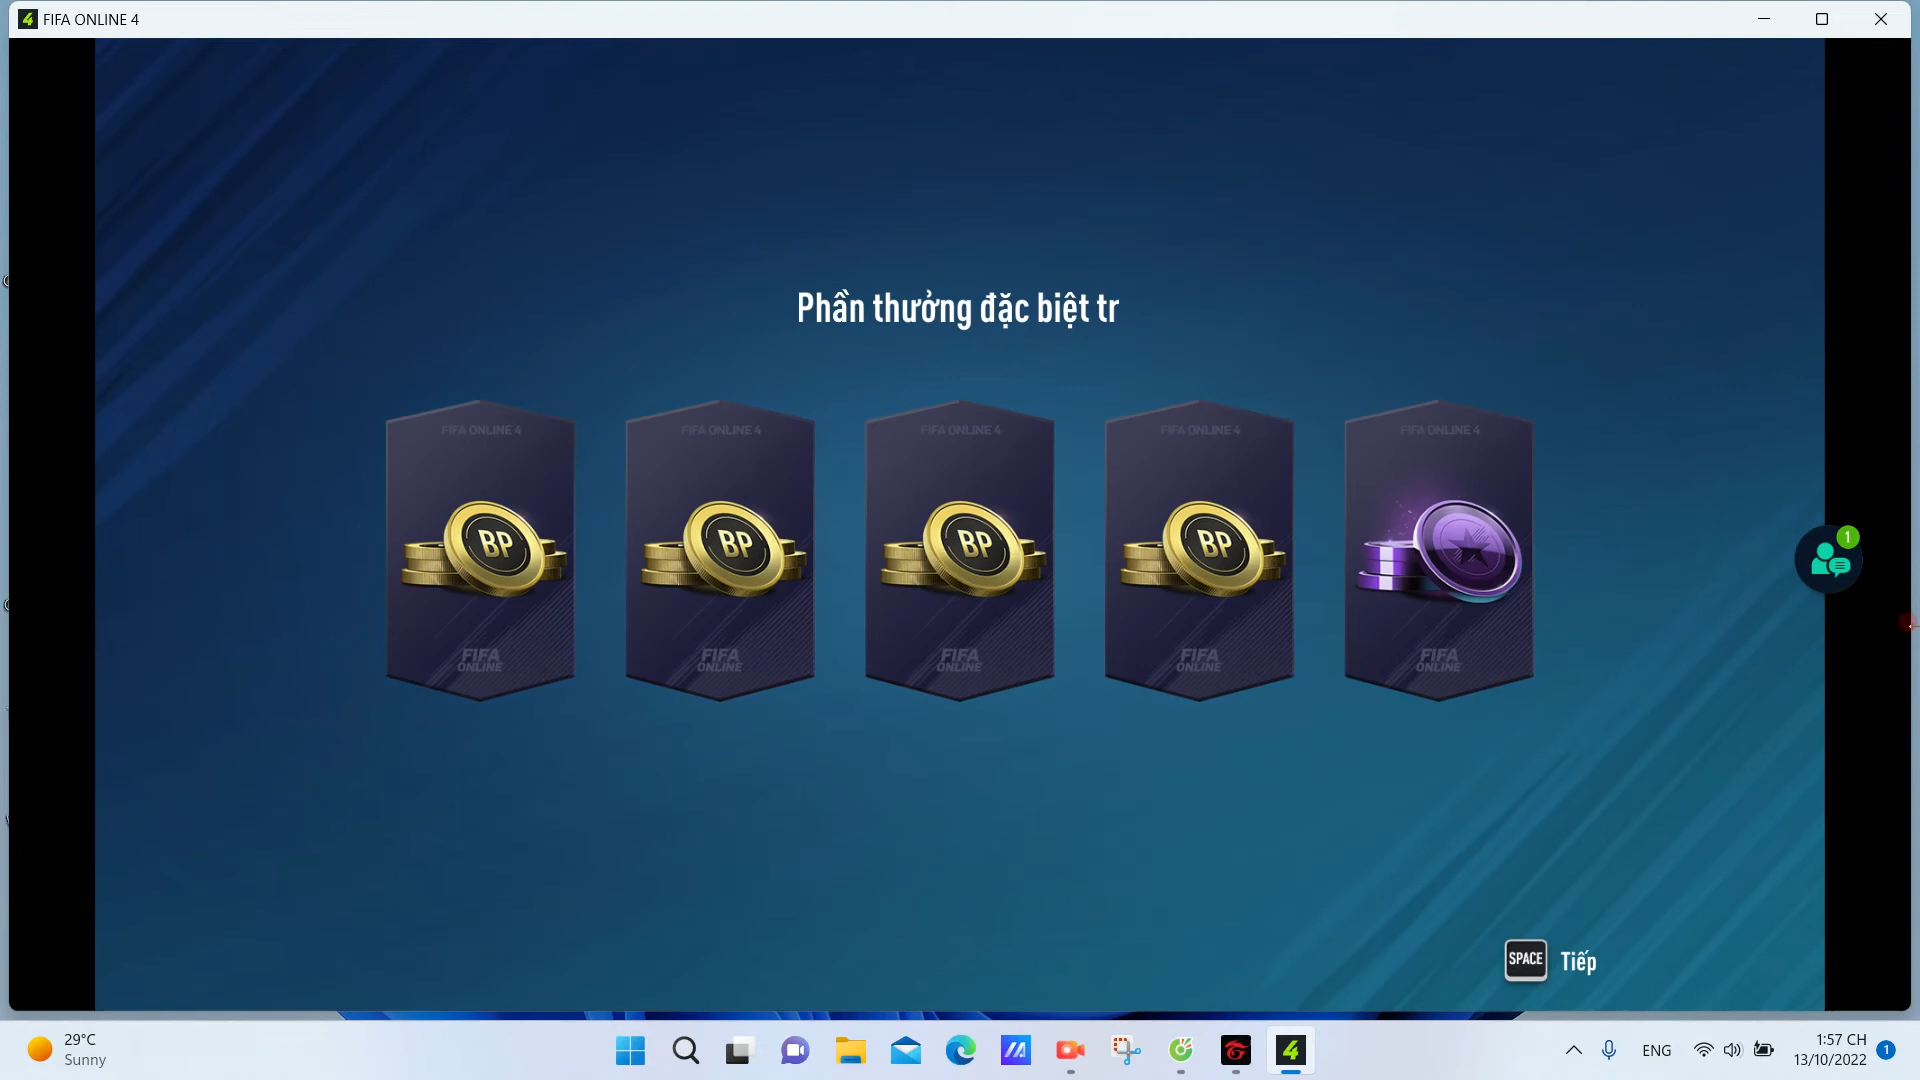 FIFA ONLINE 4
Phần thưởng đặc biệt tr
FIFA ONLINE 4
FIFA ONLINE 4
FIFA ONLINE 4
FIFA ONLINE 4
FIFA ONLINE 4
BP
BP
BP
BP
FIFA
ONLINE
FIFA
ONLINE
FIFA
ONLINE
FIFA
ONLINE
FIFA
ONLINE
1
SPACE Tiếp
29°C
Sunny
ENG
1:57 CH
13/10/2022
1